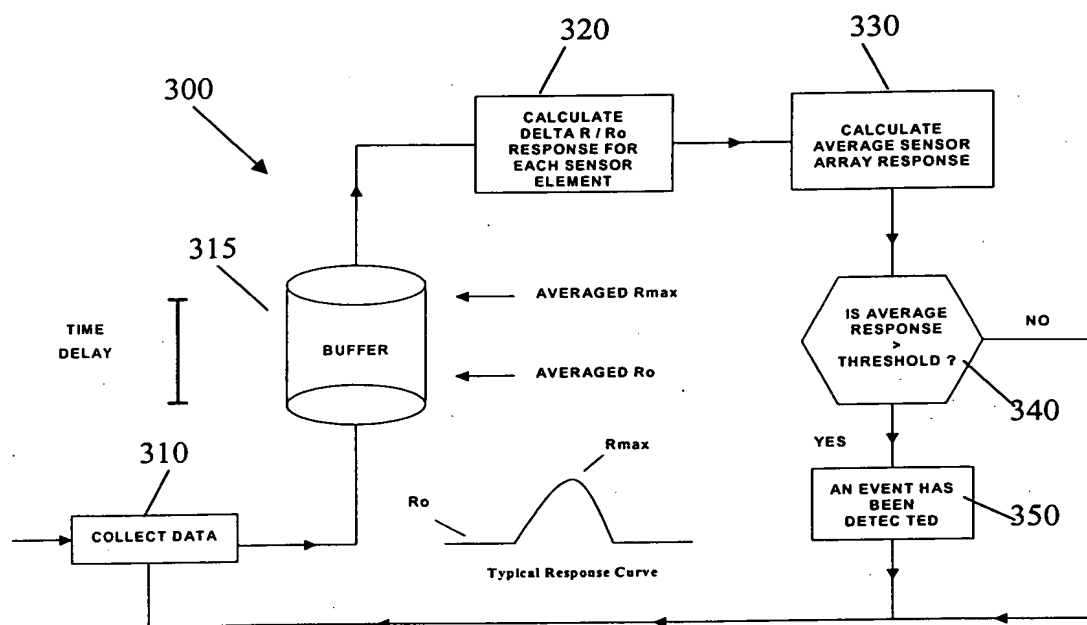 320
330
300
CALCULATE
DELTA R / Ro
RESPONSE FOR
EACH SENSOR
ELEMENT
CALCULATE
AVERAGE SENSOR
ARRAY RESPONSE
315
TIME
DELAY
BUFFER
AVERAGED Rmax
AVERAGED Ro
IS AVERAGE
RESPONSE
>
THRESHOLD ?
NO
340
YES
310
COLLECT DATA
Ro
Rmax
Typical Response Curve
AN EVENT HAS
BEEN
DETEC TED
350